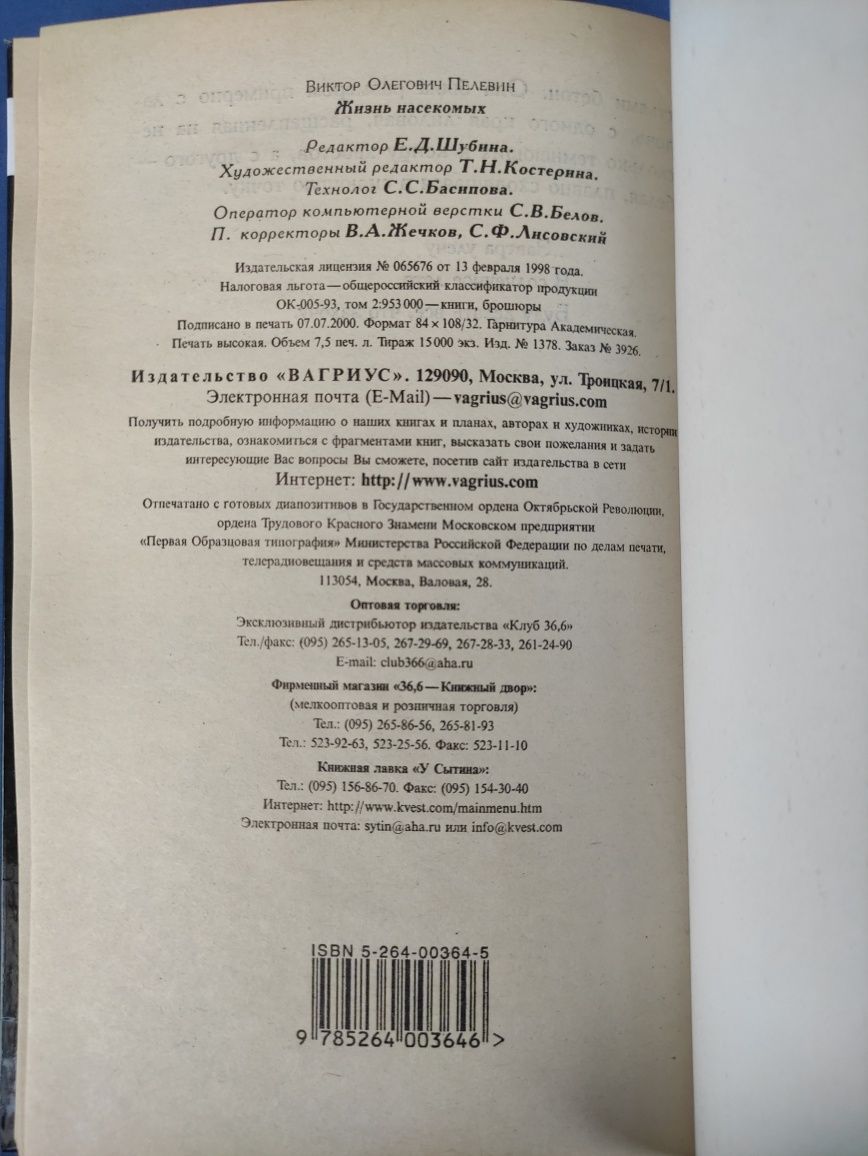 Виктор Олегович Пелевин
Жизнь насекомых
Редактор Е.Д.Шубина.
Художественный редактор Т.Н.Костерина.
Технолог С.С.Басипова.
Оператор компьютерной верстки С.В.Белов.
П. корректоры В.А.Жечков, С.Ф.Лисовский
Издательская лицензия № 065676 от 13 февраля 1998 года.
Налоговая льгота—общероссийский классификатор продукции
ОК-005-93, том 2:953 000—книги, брошюры
Подписано в печать 07.07.2000. Формат 84 × 108/32. Гарнитура Академическая.
Печать высокая. Объем 7,5 печ. л. Тираж 15 000 экз. Изд. № 1378. Заказ № 3926.
Издательство «ВАГРИУС». 129090, Москва, ул. Троицкая, 7/1.
Электронная почта (E-Mail)—vagrius@vagrius.com
Получить подробную информацию о наших книгах и планах, авторах и художниках, истории
издательства, ознакомиться с фрагментами книг, высказать свои пожелания и задать
интересующие Вас вопросы Вы сможете, посетив сайт издательства в сети
Интернет: http://www.vagrius.com
Отпечатано с готовых диапозитивов в Государственном ордена Октябрьской Революции,
ордена Трудового Красного Знамени Московском предприятии
«Первая Образцовая типография» Министерства Российской Федерации по делам печати,
телерадиовещания и средств массовых коммуникаций.
113054, Москва, Валовая, 28.
Оптовая торговля:
Эксклюзивный дистрибьютор издательства «Клуб 36,6»
Тел./факс: (095) 265-13-05, 267-29-69, 267-28-33, 261-24-90
E-mail: club366@aha.ru
Фирменный магазин «36,6—Книжный двор»:
(мелкооптовая и розничная торговля)
Тел.: (095) 265-86-56, 265-81-93
Тел.: 523-92-63, 523-25-56. Факс: 523-11-10
Книжная лавка «У Сытина»:
Тел.: (095) 156-86-70. Факс: (095) 154-30-40
Интернет: http://www.kvest.com/mainmenu.htm
Электронная почта: sytin@aha.ru или info@kvest.com
ISBN 5-264-00364-5
9 785264 003646 >